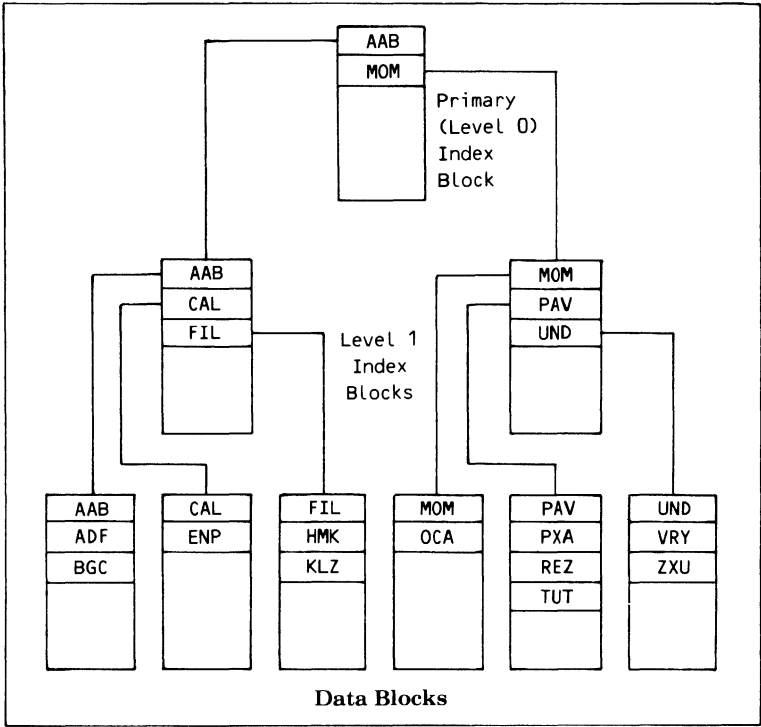 AAB
MOM
Primary
(Level 0)
Index
Block
AAB
CAL
FIL
Level 1
Index
Blocks
MOM
PAV
UND
AAB
ADF
BGC
CAL
ENP
FIL
HMK
KLZ
MOM
OCA
PAV
PXA
REZ
TUT
UND
VRY
ZXU
Data Blocks